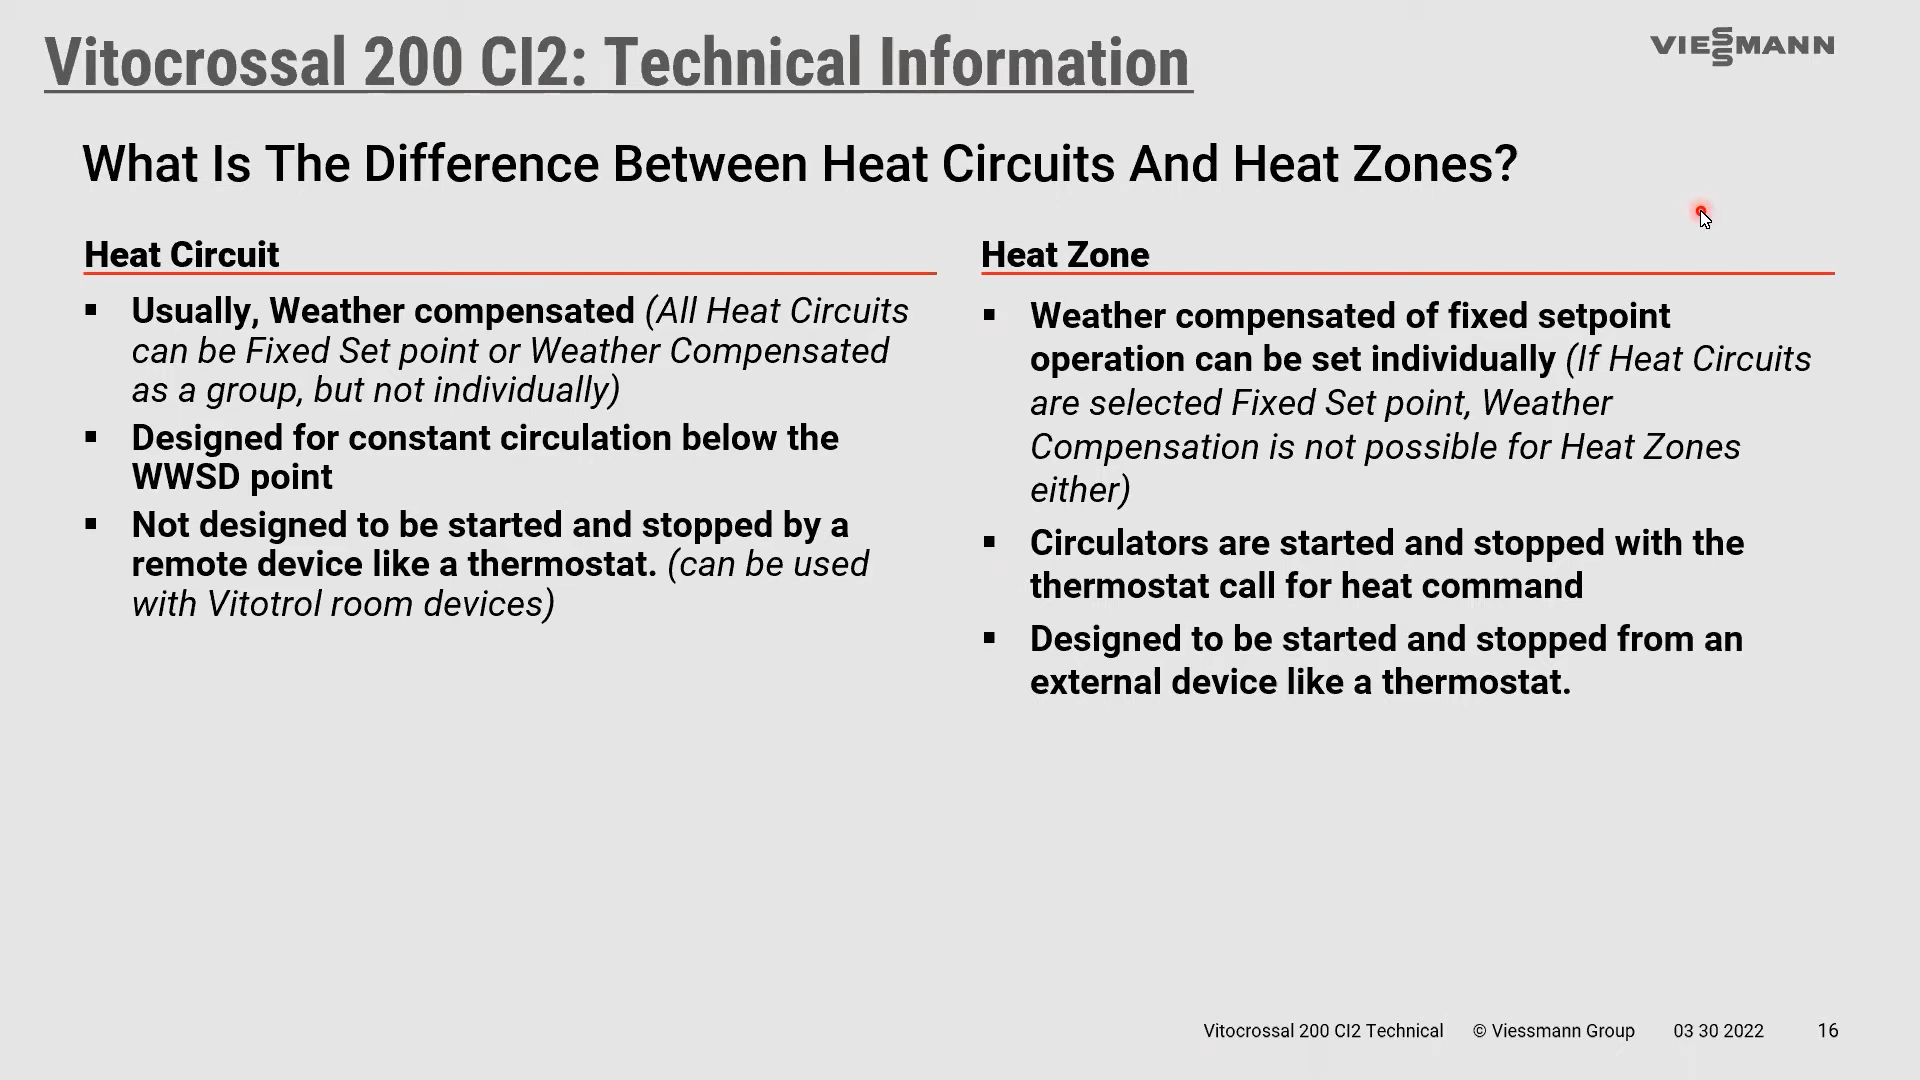 Vitocrossal 200 CI2: Technical Information
VIESSMANN
What Is The Difference Between Heat Circuits And Heat Zones?
Heat Circuit
▪ Usually, Weather compensated (All Heat Circuits
can be Fixed Set point or Weather Compensated
as a group, but not individually)
▪ Designed for constant circulation below the
WWSD point
▪ Not designed to be started and stopped by a
remote device like a thermostat. (can be used
with Vitotrol room devices)
Heat Zone
▪ Weather compensated of fixed setpoint
operation can be set individually (If Heat Circuits
are selected Fixed Set point, Weather
Compensation is not possible for Heat Zones
either)
▪ Circulators are started and stopped with the
thermostat call for heat command
▪ Designed to be started and stopped from an
external device like a thermostat.
Vitocrossal 200 CI2 Technical © Viessmann Group 03 30 2022 16